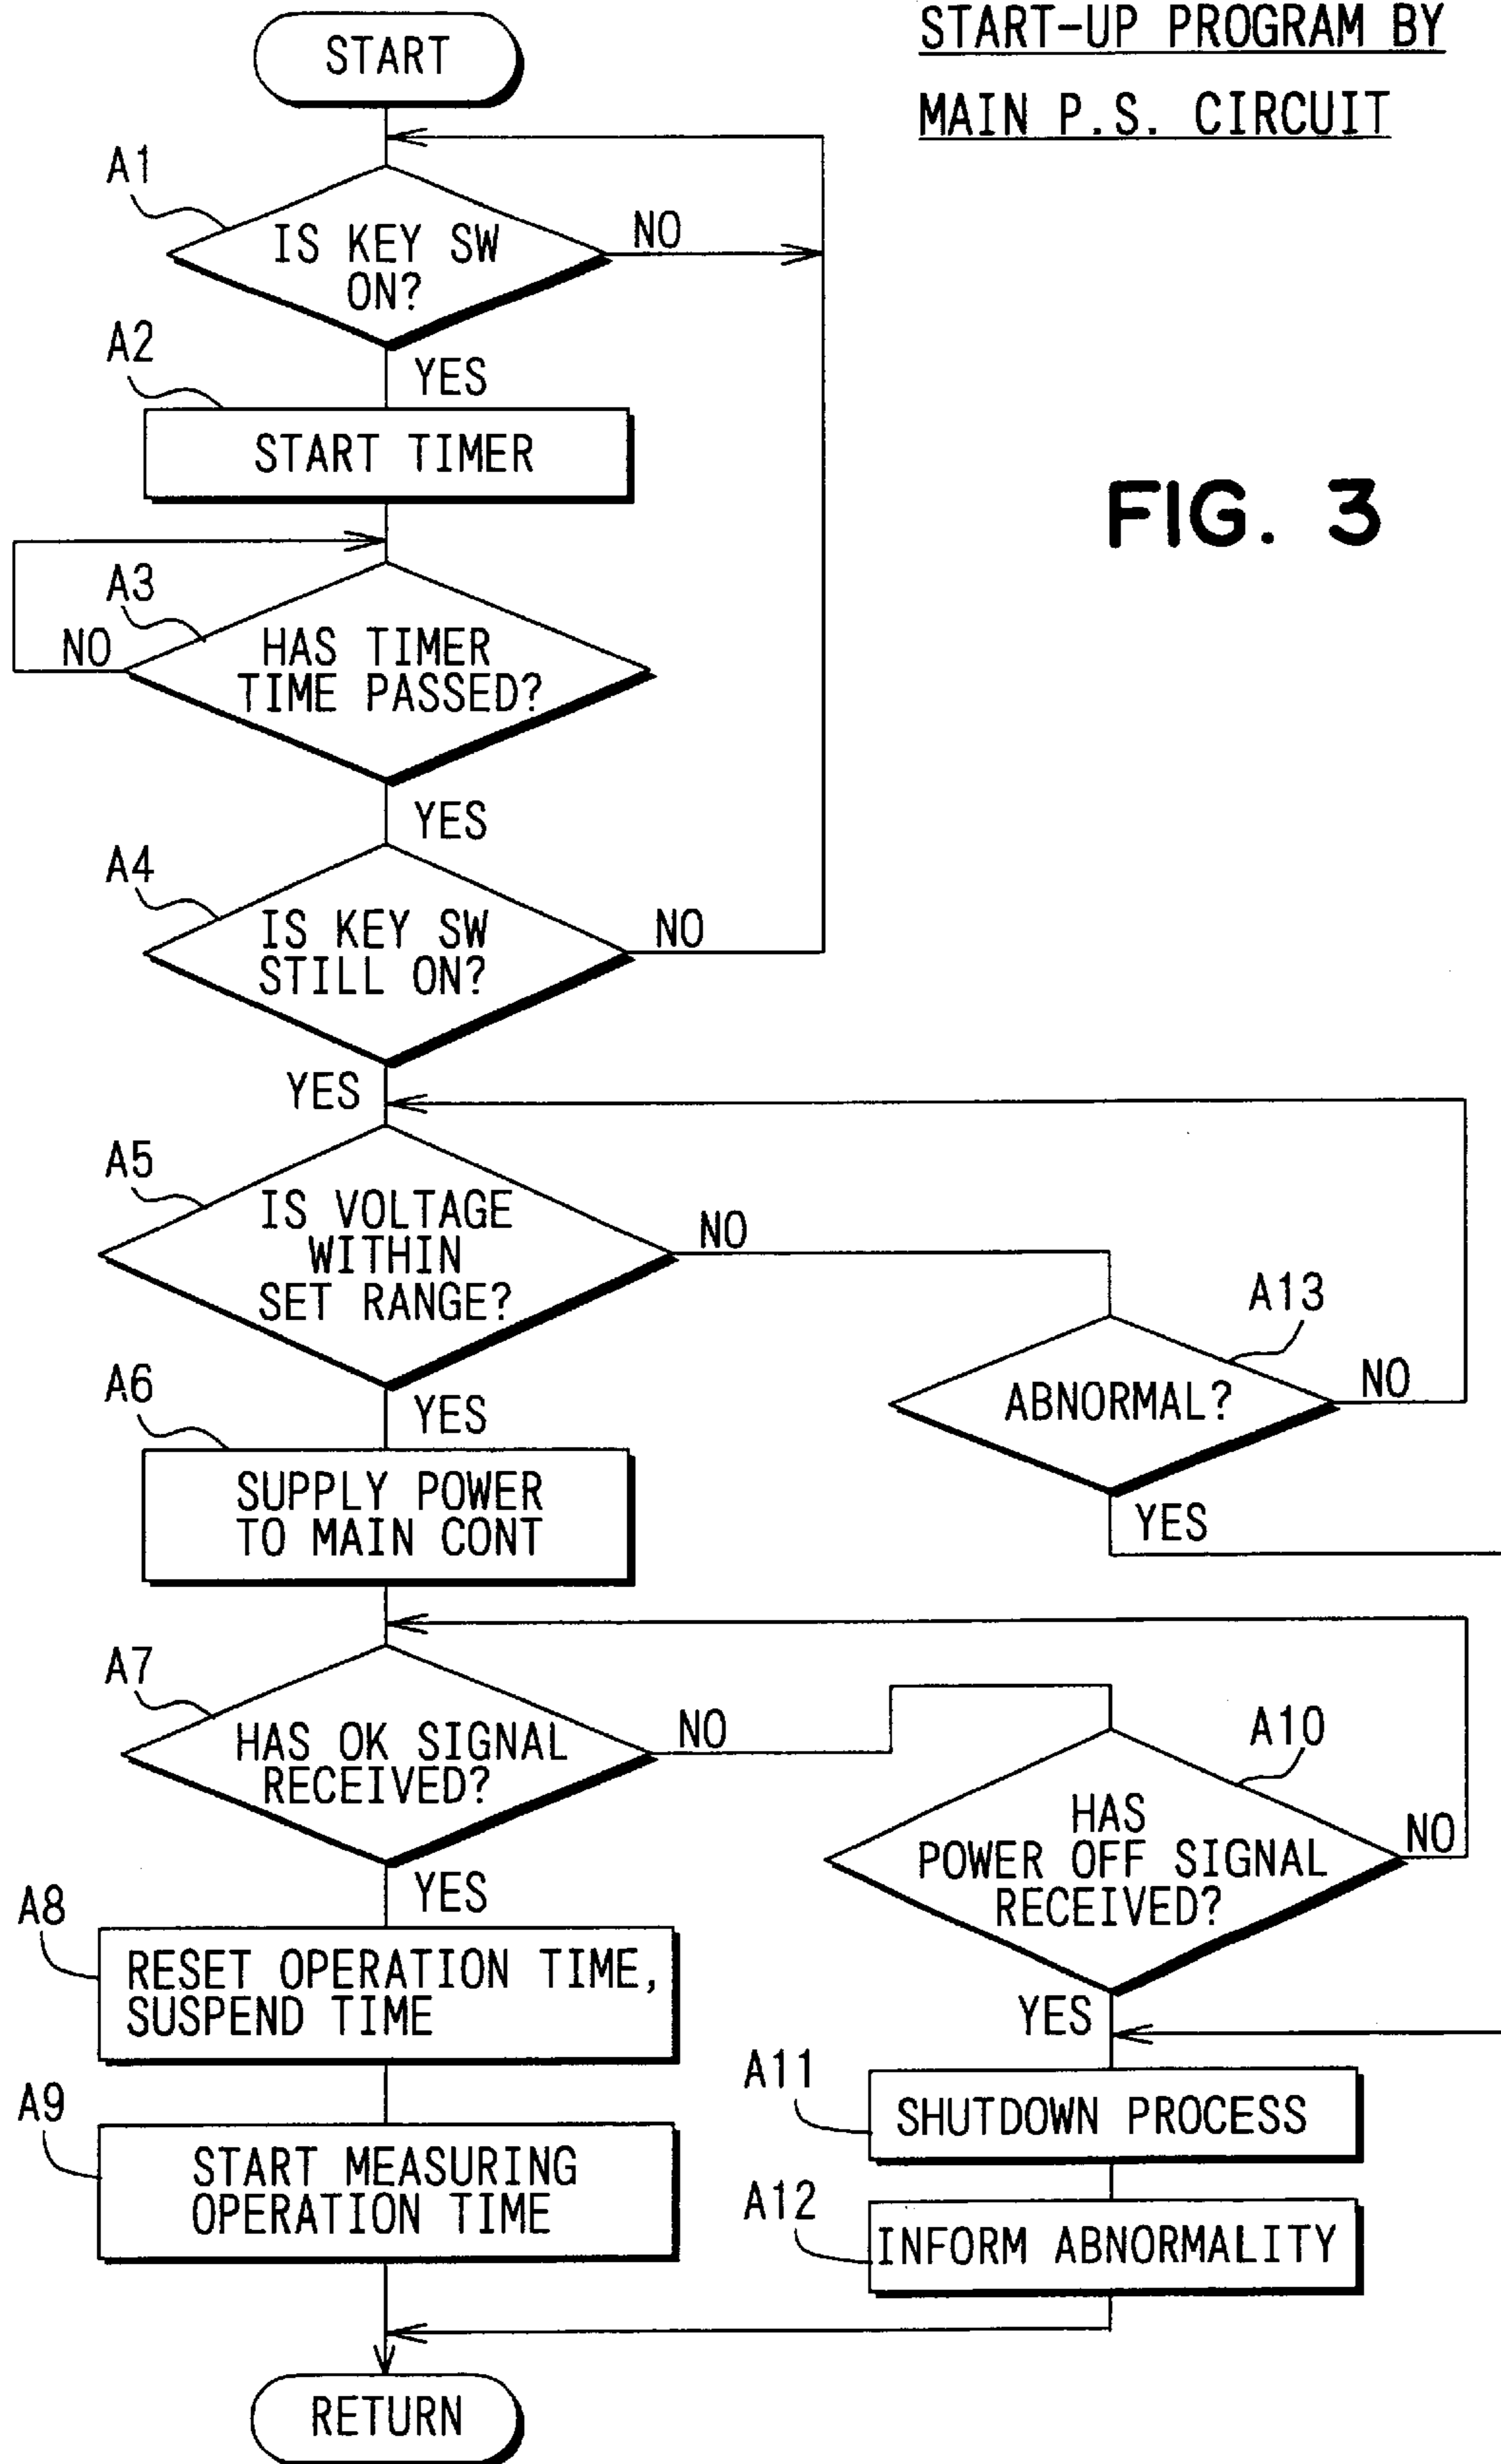 START-UP PROGRAM BY
MAIN P.S. CIRCUIT
FIG. 3
START
A1
IS KEY SW
ON?
NO
YES
A2
START TIMER
A3
HAS TIMER
TIME PASSED?
NO
YES
A4
IS KEY SW
STILL ON?
NO
YES
A5
IS VOLTAGE
WITHIN
SET RANGE?
NO
YES
A13
ABNORMAL?
NO
YES
A6
SUPPLY POWER
TO MAIN CONT
A7
HAS OK SIGNAL
RECEIVED?
NO
YES
A10
HAS
POWER OFF SIGNAL
RECEIVED?
NO
YES
A8
RESET OPERATION TIME,
SUSPEND TIME
A9
START MEASURING
OPERATION TIME
A11
SHUTDOWN PROCESS
A12
INFORM ABNORMALITY
RETURN